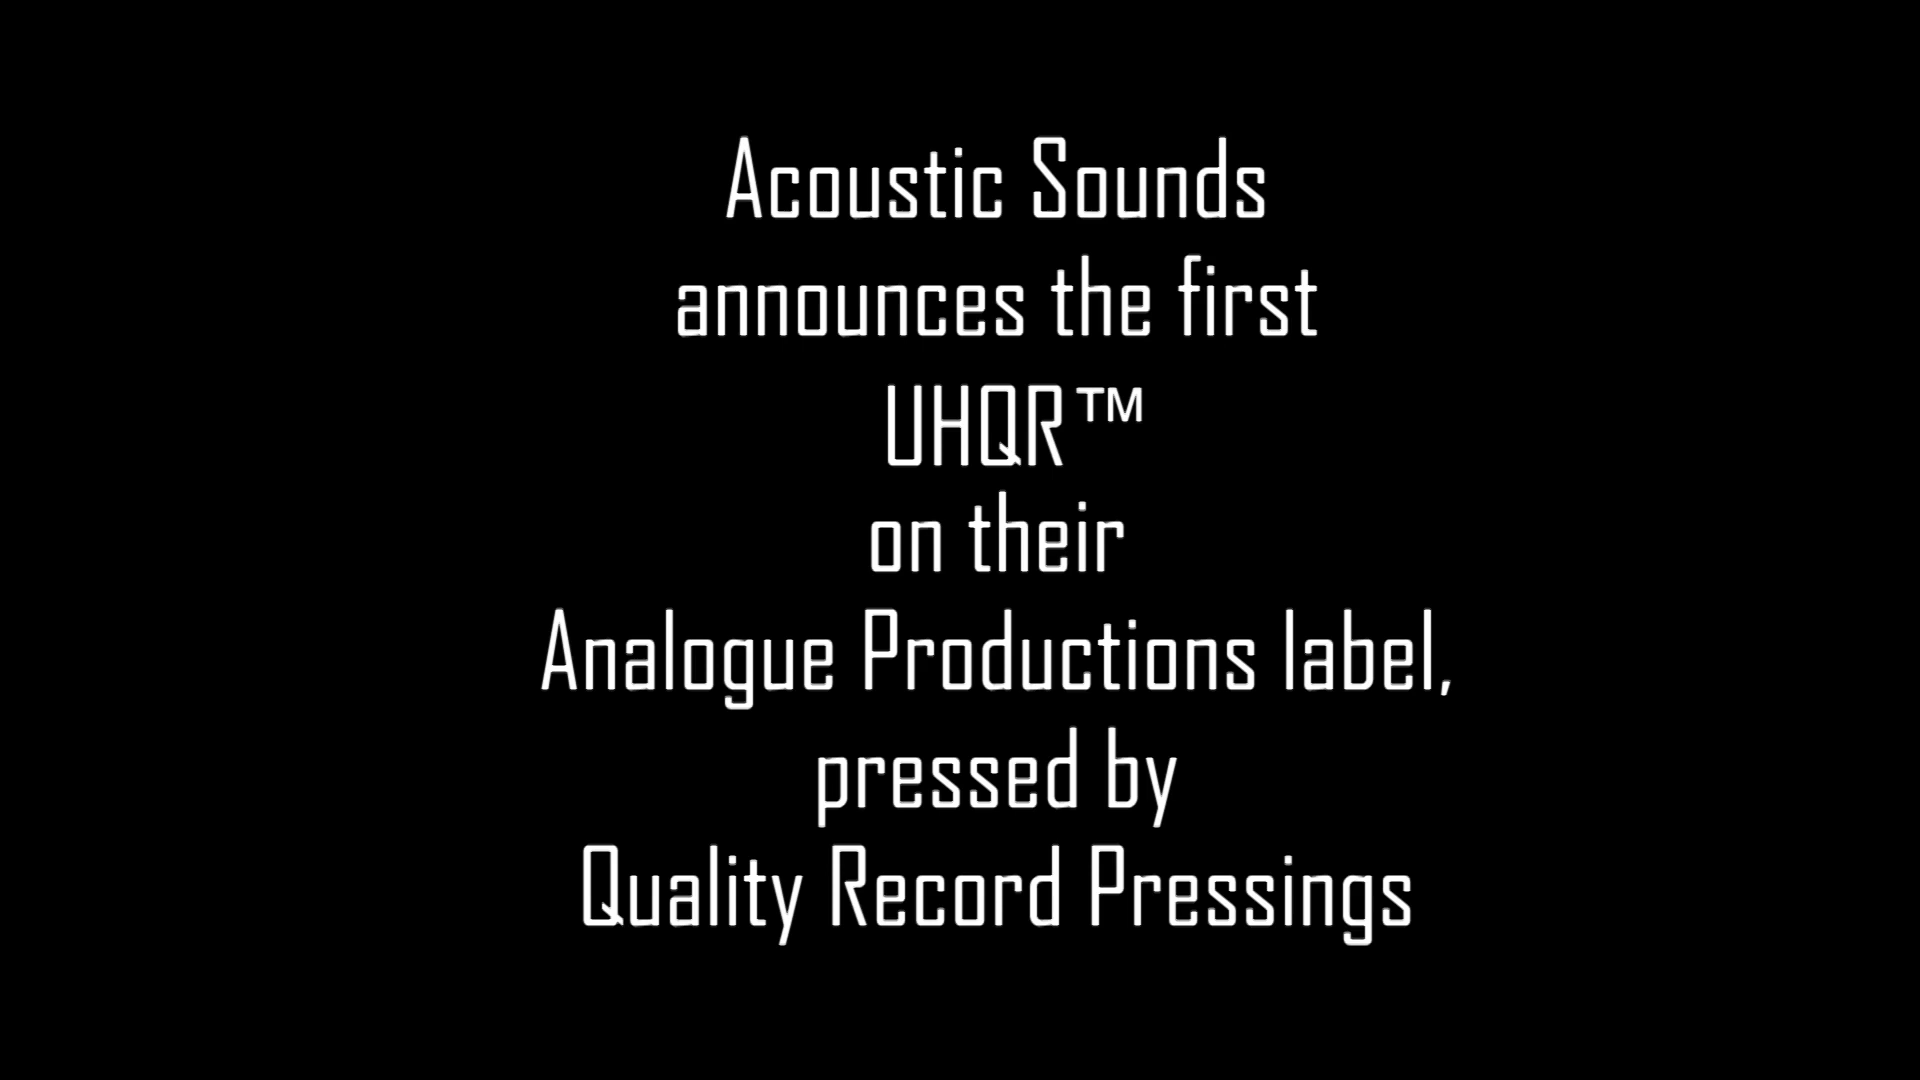 Acoustic Sounds
announces the first
UHQR™
on their
Analogue Productions label,
pressed by
Quality Record Pressings